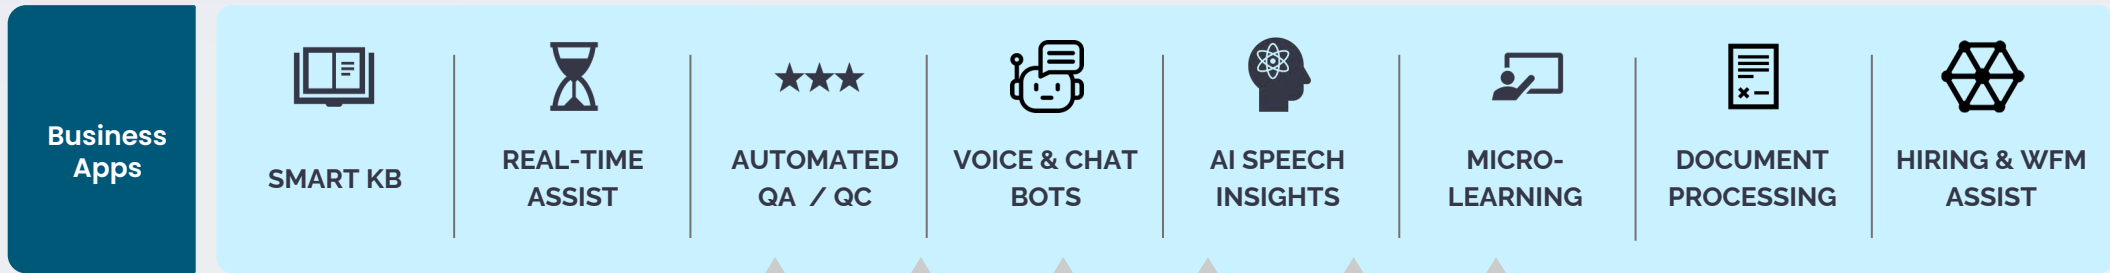 Business
Apps
SMART KB
REAL-TIME
ASSIST
AUTOMATED
QA / QC
VOICE & CHAT
BOTS
AI SPEECH
INSIGHTS
MICRO-
LEARNING
DOCUMENT
PROCESSING
HIRING & WFM
ASSIST